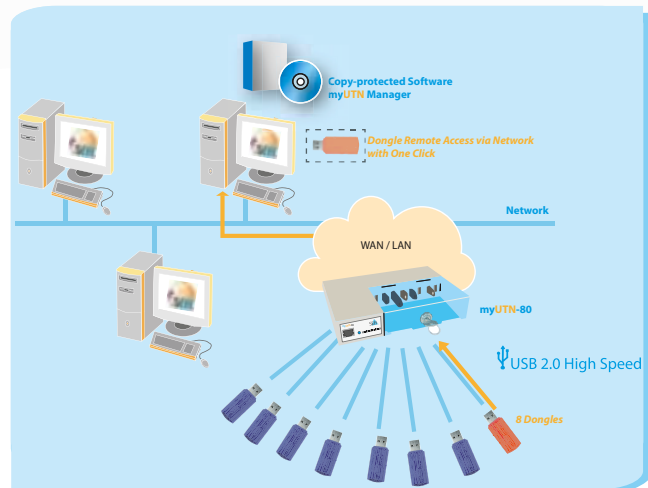 Copy-protected Software
myUTN Manager
Dongle Remote Access via Network
with One Click
Network
WAN / LAN
myUTN-80
USB 2.0 High Speed
8 Dongles